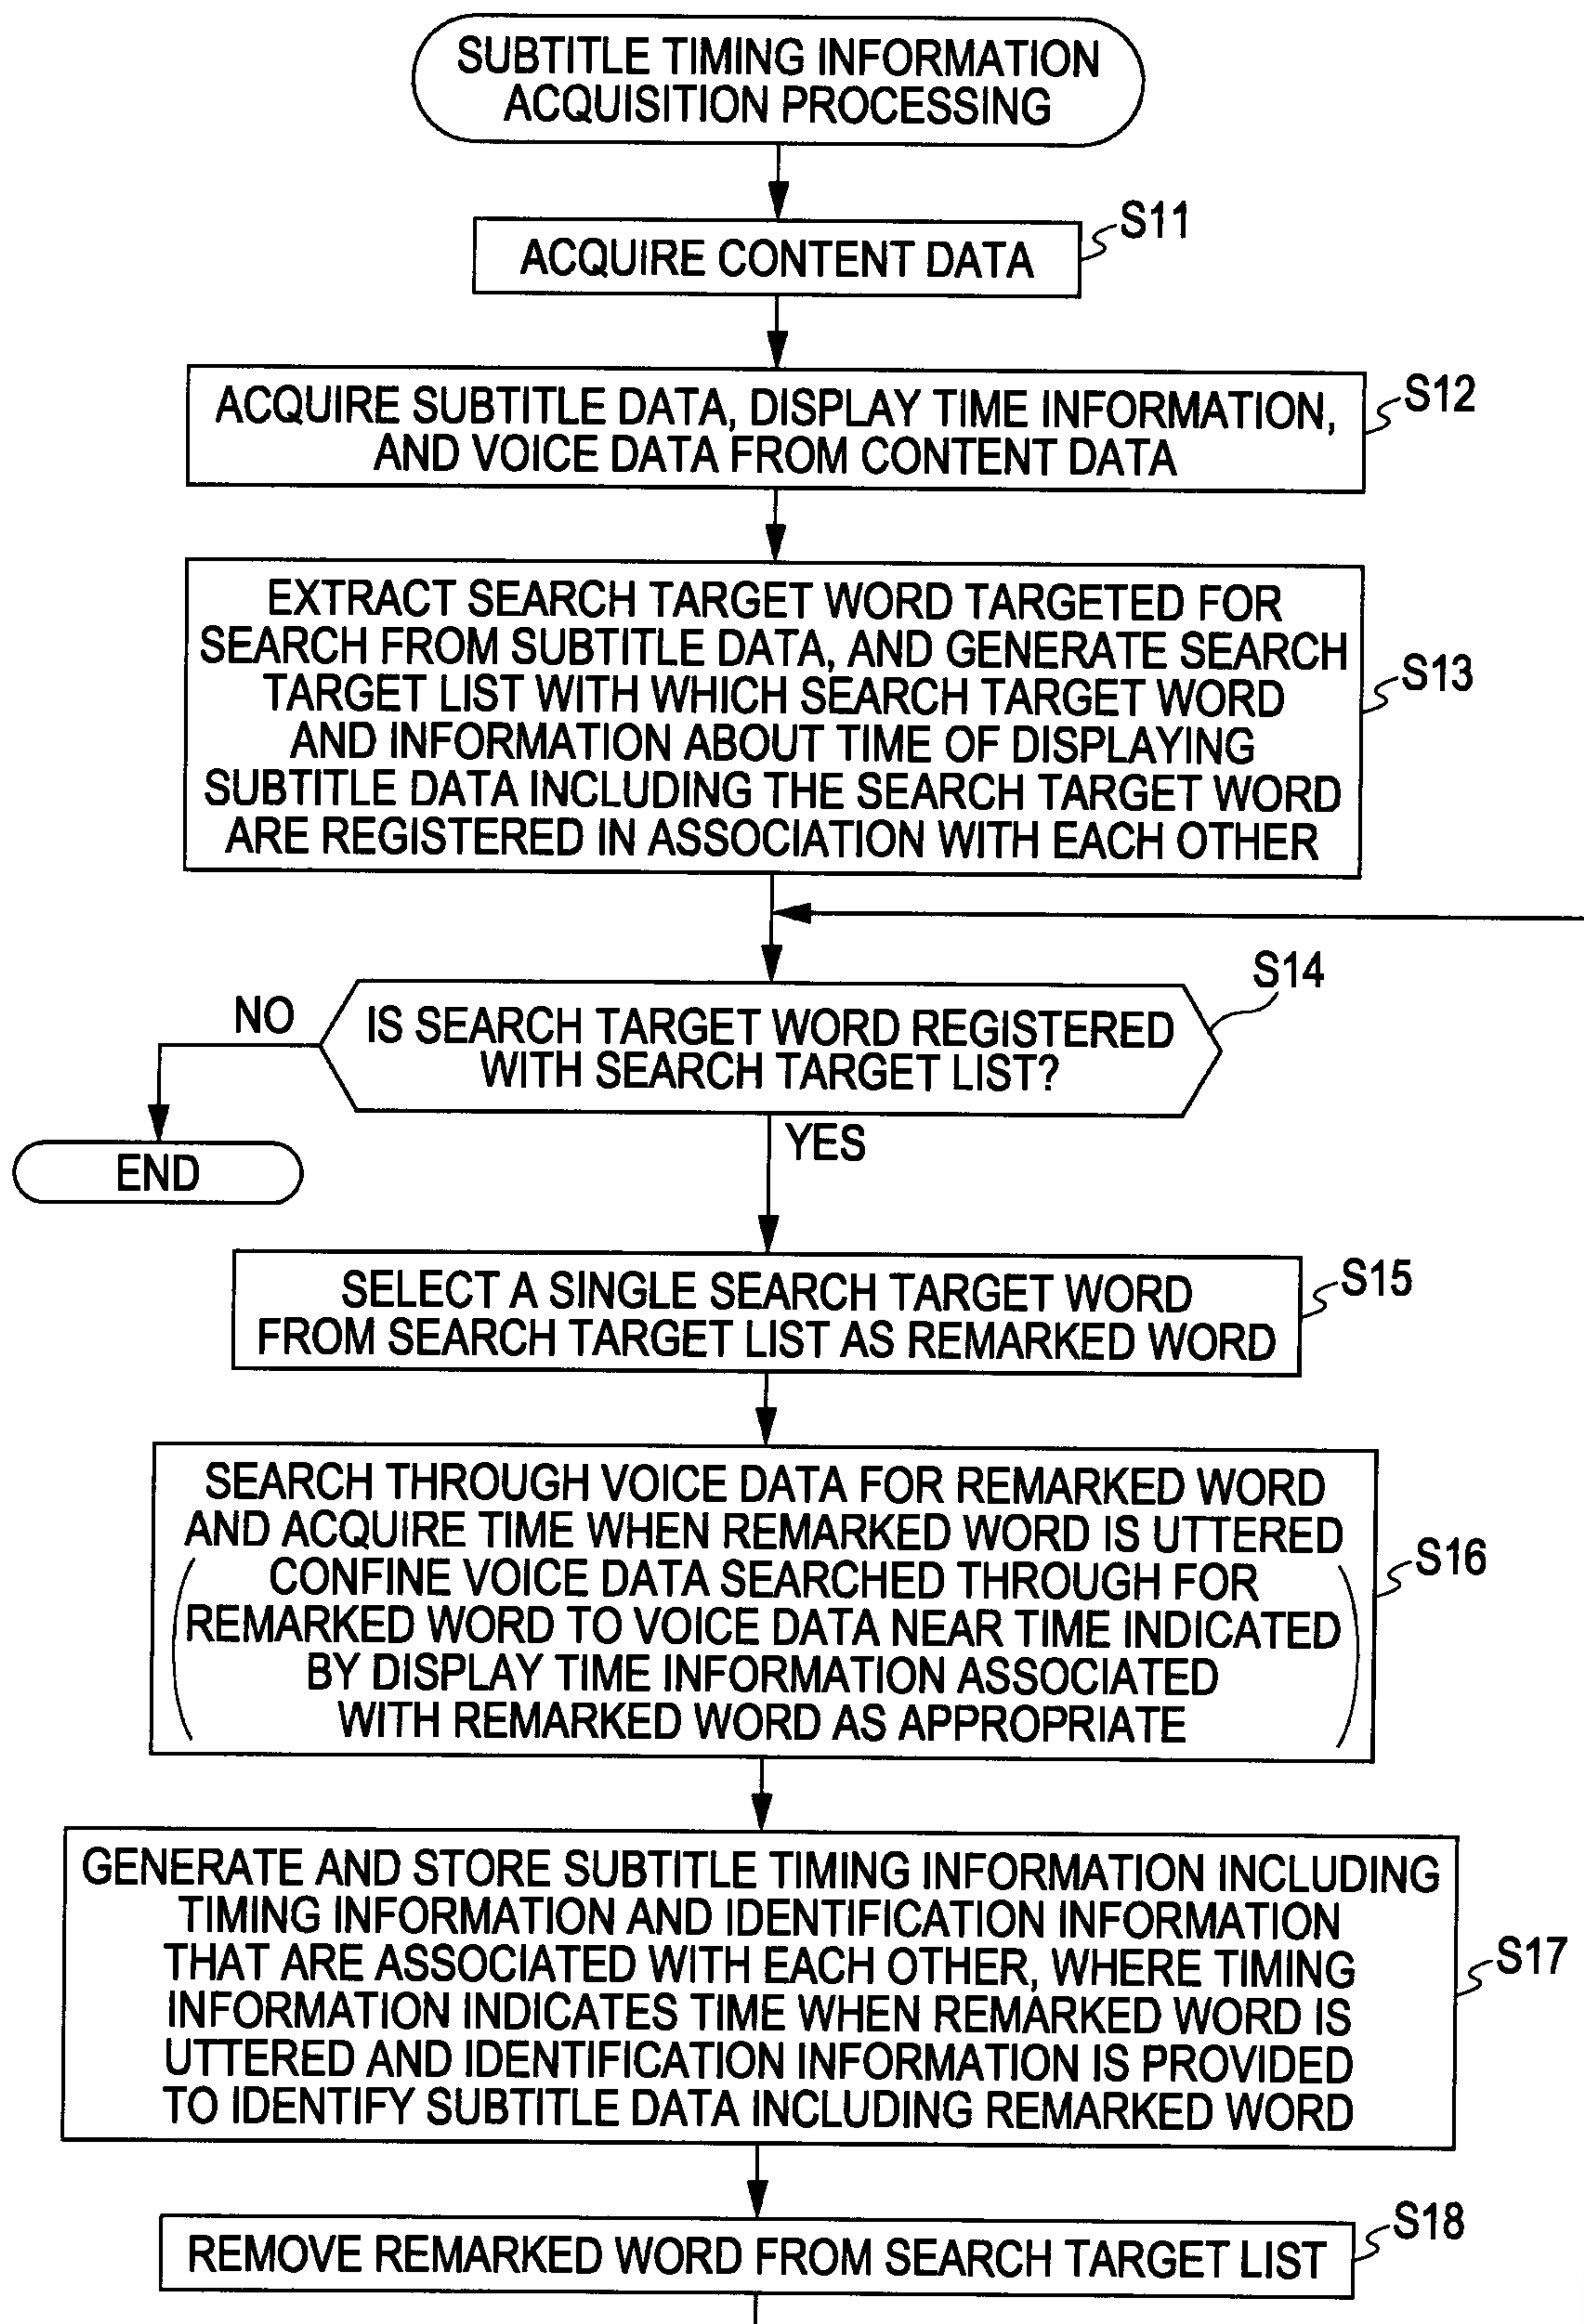 SUBTITLE TIMING INFORMATION
ACQUISITION PROCESSING
S11
ACQUIRE CONTENT DATA
S12
ACQUIRE SUBTITLE DATA, DISPLAY TIME INFORMATION,
AND VOICE DATA FROM CONTENT DATA
S13
EXTRACT SEARCH TARGET WORD TARGETED FOR
SEARCH FROM SUBTITLE DATA, AND GENERATE SEARCH
TARGET LIST WITH WHICH SEARCH TARGET WORD
AND INFORMATION ABOUT TIME OF DISPLAYING
SUBTITLE DATA INCLUDING THE SEARCH TARGET WORD
ARE REGISTERED IN ASSOCIATION WITH EACH OTHER
S14
NO
IS SEARCH TARGET WORD REGISTERED
WITH SEARCH TARGET LIST?
YES
END
S15
SELECT A SINGLE SEARCH TARGET WORD
FROM SEARCH TARGET LIST AS REMARKED WORD
S16
SEARCH THROUGH VOICE DATA FOR REMARKED WORD
AND ACQUIRE TIME WHEN REMARKED WORD IS UTTERED
(CONFINE VOICE DATA SEARCHED THROUGH FOR
REMARKED WORD TO VOICE DATA NEAR TIME INDICATED
BY DISPLAY TIME INFORMATION ASSOCIATED
WITH REMARKED WORD AS APPROPRIATE)
S17
GENERATE AND STORE SUBTITLE TIMING INFORMATION INCLUDING
TIMING INFORMATION AND IDENTIFICATION INFORMATION
THAT ARE ASSOCIATED WITH EACH OTHER, WHERE TIMING
INFORMATION INDICATES TIME WHEN REMARKED WORD IS
UTTERED AND IDENTIFICATION INFORMATION IS PROVIDED
TO IDENTIFY SUBTITLE DATA INCLUDING REMARKED WORD
S18
REMOVE REMARKED WORD FROM SEARCH TARGET LIST